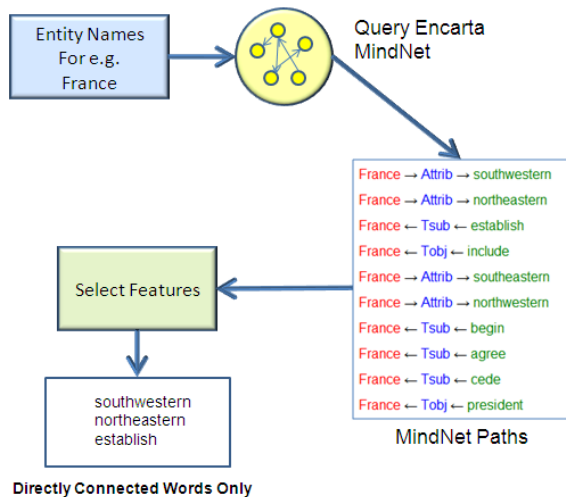 Entity Names
For e.g.
France
Query Encarta
MindNet
France → Attrib → southwestern
France → Attrib → northeastern
France ← Tsub ← establish
France ← Tobj ← include
France → Attrib → southeastern
France → Attrib → northwestern
France ← Tsub ← begin
France ← Tsub ← agree
France ← Tsub ← cede
France ← Tobj ← president
MindNet Paths
Select Features
southwestern
northeastern
establish
Directly Connected Words Only